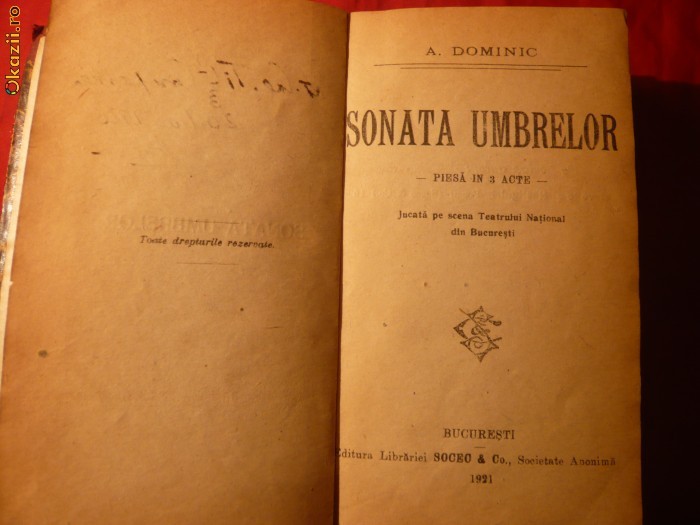 Okazii.ro
Toate drepturile rezervate.
A. DOMINIC
SONATA UMBRELOR
— PIESĂ IN 3 ACTE —
Jucată pe scena Teatrului Național
din București
BUCUREȘTI
Editura Librăriei SOCEC & Co., Societate Anonimă
1921